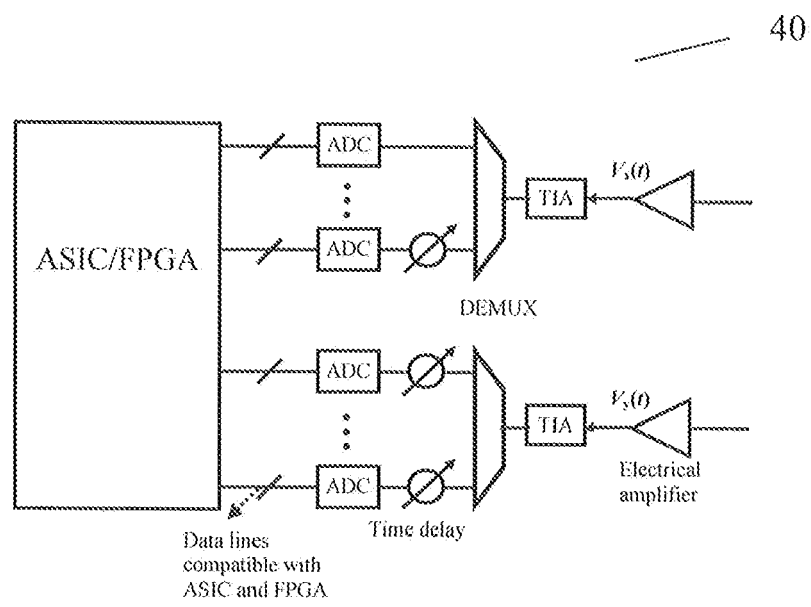 40
ADC
TIA
Vx(t)
ADC
ASIC/FPGA
DEMUX
ADC
TIA
Vy(t)
ADC
Electrical
amplifier
Time delay
Data lines
compatible with
ASIC and FPGA